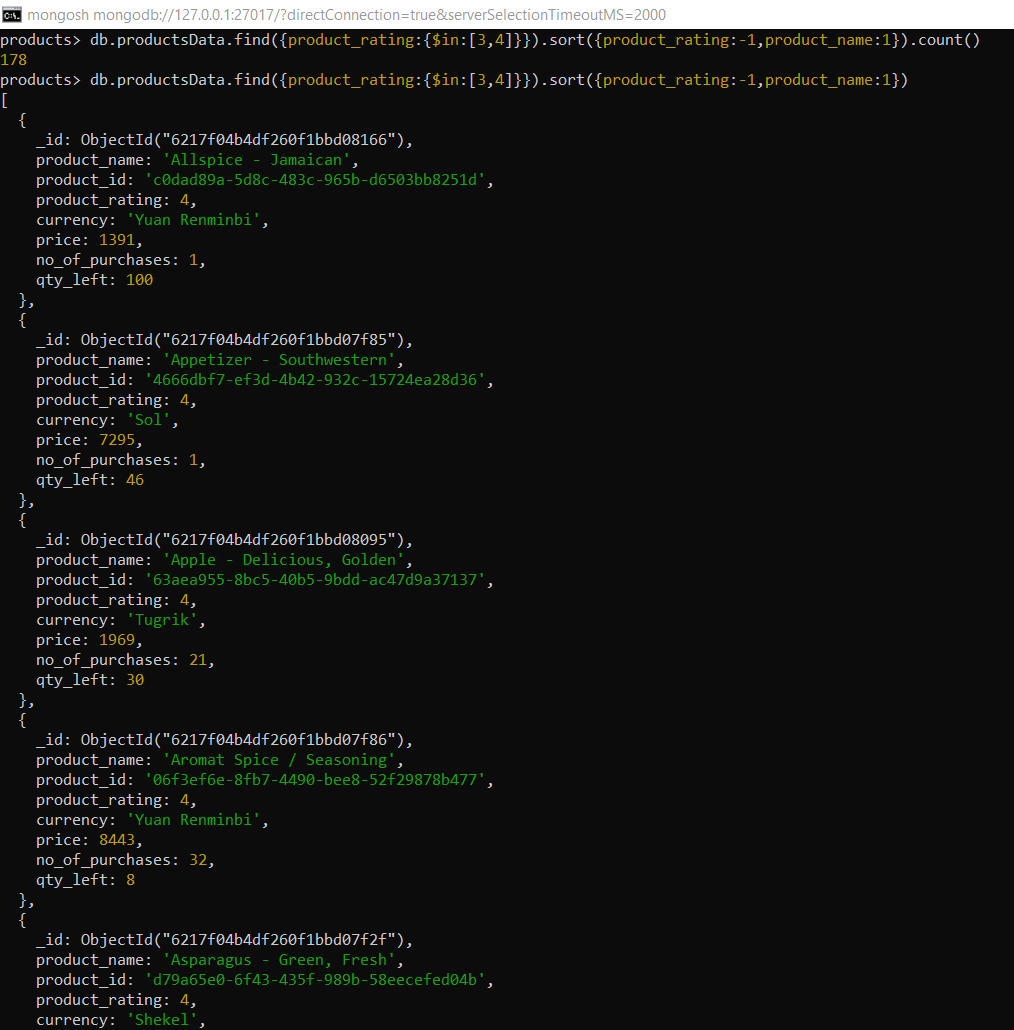 mongosh mongodb://127.0.0.1:27017/?directConnection=true&serverSelectionTimeoutMS=2000
products> db.productsData.find({product_rating:{$in:[3,4]}}).sort({product_rating:-1,product_name:1}).count()
178
products> db.productsData.find({product_rating:{$in:[3,4]}}).sort({product_rating:-1,product_name:1})
[
  {
    _id: ObjectId("6217f04b4df260f1bbd08166"),
    product_name: 'Allspice - Jamaican',
    product_id: 'c0dad89a-5d8c-483c-965b-d6503bb8251d',
    product_rating: 4,
    currency: 'Yuan Renminbi',
    price: 1391,
    no_of_purchases: 1,
    qty_left: 100
  },
  {
    _id: ObjectId("6217f04b4df260f1bbd07f85"),
    product_name: 'Appetizer - Southwestern',
    product_id: '4666dbf7-ef3d-4b42-932c-15724ea28d36',
    product_rating: 4,
    currency: 'Sol',
    price: 7295,
    no_of_purchases: 1,
    qty_left: 46
  },
  {
    _id: ObjectId("6217f04b4df260f1bbd08095"),
    product_name: 'Apple - Delicious, Golden',
    product_id: '63aea955-8bc5-40b5-9bdd-ac47d9a37137',
    product_rating: 4,
    currency: 'Tugrik',
    price: 1969,
    no_of_purchases: 21,
    qty_left: 30
  },
  {
    _id: ObjectId("6217f04b4df260f1bbd07f86"),
    product_name: 'Aromat Spice / Seasoning',
    product_id: '06f3ef6e-8fb7-4490-bee8-52f29878b477',
    product_rating: 4,
    currency: 'Yuan Renminbi',
    price: 8443,
    no_of_purchases: 32,
    qty_left: 8
  },
  {
    _id: ObjectId("6217f04b4df260f1bbd07f2f"),
    product_name: 'Asparagus - Green, Fresh',
    product_id: 'd79a65e0-6f43-435f-989b-58eecefed04b',
    product_rating: 4,
    currency: 'Shekel',